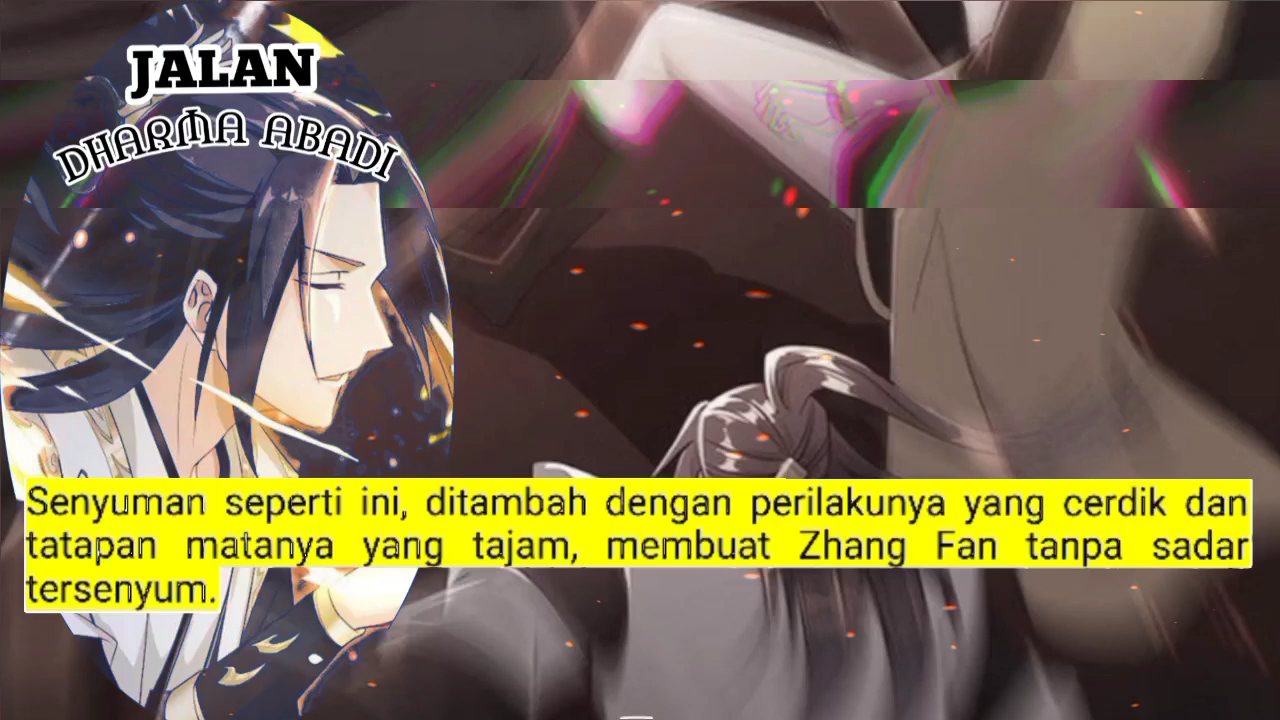 JALAN
DHARMA ABADI
Senyuman seperti ini, ditambah dengan perilakunya yang cerdik dan
tatapan matanya yang tajam, membuat Zhang Fan tanpa sadar
tersenyum.